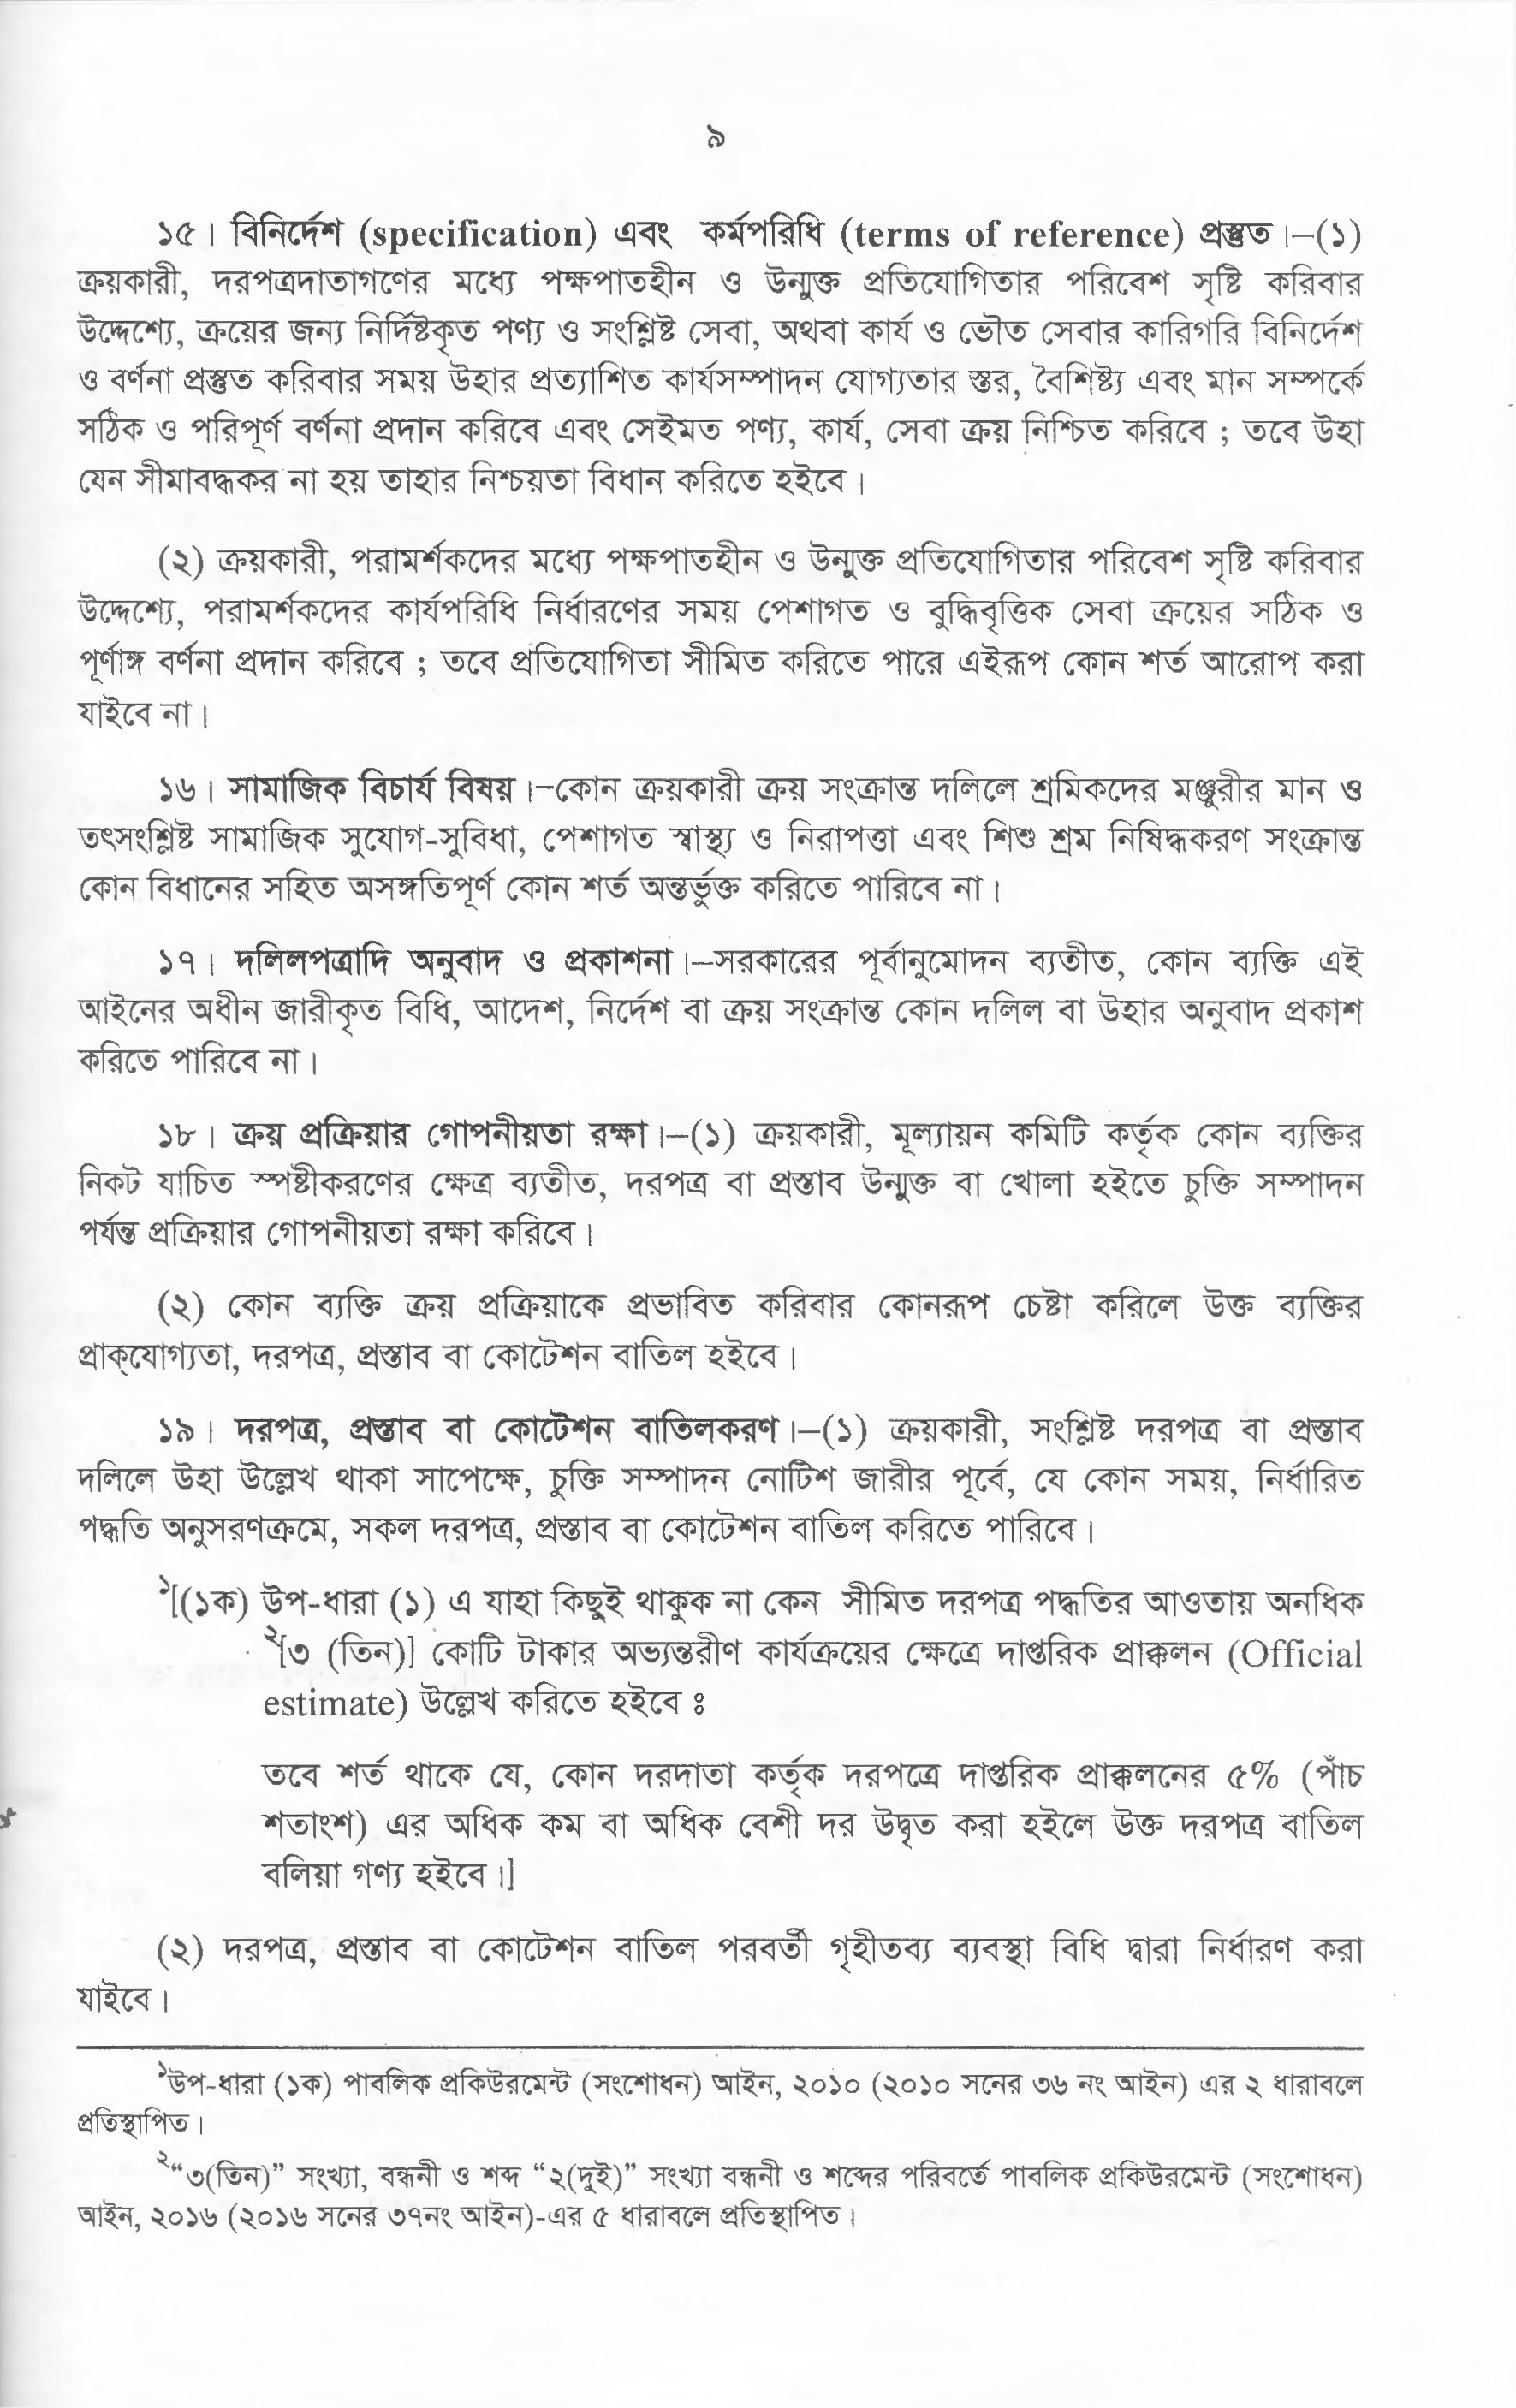 ৯
১৫। বিনির্দেশ (specification) এবং কর্মপরিধি (terms of reference) প্রস্তুত।–(১)
ক্রয়কারী, দরপত্রদাতাগণের মধ্যে পক্ষপাতহীন ও উন্মুক্ত প্রতিযোগিতার পরিবেশ সৃষ্টি করিবার
উদ্দেশ্যে, ক্রয়ের জন্য নির্দিষ্টকৃত পণ্য ও সংশ্লিষ্ট সেবা, অথবা কার্য ও ভৌত সেবার কারিগরি বিনির্দেশ
ও বর্ণনা প্রস্তুত করিবার সময় উহার প্রত্যাশিত কার্যসম্পাদন যোগ্যতার স্তর, বৈশিষ্ট্য এবং মান সম্পর্কে
সঠিক ও পরিপূর্ণ বর্ণনা প্রদান করিবে এবং সেইমত পণ্য, কার্য, সেবা ক্রয় নিশ্চিত করিবে ; তবে উহা
যেন সীমাবদ্ধকর না হয় তাহার নিশ্চয়তা বিধান করিতে হইবে।
(২) ক্রয়কারী, পরামর্শকদের মধ্যে পক্ষপাতহীন ও উন্মুক্ত প্রতিযোগিতার পরিবেশ সৃষ্টি করিবার
উদ্দেশ্যে, পরামর্শকদের কার্যপরিধি নির্ধারণের সময় পেশাগত ও বুদ্ধিবৃত্তিক সেবা ক্রয়ের সঠিক ও
পূর্ণাঙ্গ বর্ণনা প্রদান করিবে ; তবে প্রতিযোগিতা সীমিত করিতে পারে এইরূপ কোন শর্ত আরোপ করা
যাইবে না।
১৬। সামাজিক বিচার্য বিষয়।–কোন ক্রয়কারী ক্রয় সংক্রান্ত দলিলে শ্রমিকদের মঞ্জুরীর মান ও
তৎসংশ্লিষ্ট সামাজিক সুযোগ-সুবিধা, পেশাগত স্বাস্থ্য ও নিরাপত্তা এবং শিশু শ্রম নিষিদ্ধকরণ সংক্রান্ত
কোন বিধানের সহিত অসঙ্গতিপূর্ণ কোন শর্ত অন্তর্ভুক্ত করিতে পারিবে না।
১৭। দলিলপত্রাদি অনুবাদ ও প্রকাশনা।–সরকারের পূর্বানুমোদন ব্যতীত, কোন ব্যক্তি এই
আইনের অধীন জারীকৃত বিধি, আদেশ, নির্দেশ বা ক্রয় সংক্রান্ত কোন দলিল বা উহার অনুবাদ প্রকাশ
করিতে পারিবে না।
১৮। ক্রয় প্রক্রিয়ার গোপনীয়তা রক্ষা।–(১) ক্রয়কারী, মূল্যায়ন কমিটি কর্তৃক কোন ব্যক্তির
নিকট যাচিত স্পষ্টীকরণের ক্ষেত্র ব্যতীত, দরপত্র বা প্রস্তাব উন্মুক্ত বা খোলা হইতে চুক্তি সম্পাদন
পর্যন্ত প্রক্রিয়ার গোপনীয়তা রক্ষা করিবে।
(২) কোন ব্যক্তি ক্রয় প্রক্রিয়াকে প্রভাবিত করিবার কোনরূপ চেষ্টা করিলে উক্ত ব্যক্তির
প্রাক্‌যোগ্যতা, দরপত্র, প্রস্তাব বা কোটেশন বাতিল হইবে।
১৯। দরপত্র, প্রস্তাব বা কোটেশন বাতিলকরণ।–(১) ক্রয়কারী, সংশ্লিষ্ট দরপত্র বা প্রস্তাব
দলিলে উহা উল্লেখ থাকা সাপেক্ষে, চুক্তি সম্পাদন নোটিশ জারীর পূর্বে, যে কোন সময়, নির্ধারিত
পদ্ধতি অনুসরণক্রমে, সকল দরপত্র, প্রস্তাব বা কোটেশন বাতিল করিতে পারিবে।
১[(১ক) উপ-ধারা (১) এ যাহা কিছুই থাকুক না কেন সীমিত দরপত্র পদ্ধতির আওতায় অনধিক
২[৩ (তিন)] কোটি টাকার অভ্যন্তরীণ কার্যক্রয়ের ক্ষেত্রে দাপ্তরিক প্রাক্কলন (Official
estimate) উল্লেখ করিতে হইবে ঃ
তবে শর্ত থাকে যে, কোন দরদাতা কর্তৃক দরপত্রে দাপ্তরিক প্রাক্কলনের ৫% (পাঁচ
শতাংশ) এর অধিক কম বা অধিক বেশী দর উদ্বৃত করা হইলে উক্ত দরপত্র বাতিল
বলিয়া গণ্য হইবে।]
(২) দরপত্র, প্রস্তাব বা কোটেশন বাতিল পরবর্তী গৃহীতব্য ব্যবস্থা বিধি দ্বারা নির্ধারণ করা
যাইবে।
১উপ-ধারা (১ক) পাবলিক প্রকিউরমেন্ট (সংশোধন) আইন, ২০১০ (২০১০ সনের ৩৬ নং আইন) এর ২ ধারাবলে
প্রতিস্থাপিত।
২“৩(তিন)” সংখ্যা, বন্ধনী ও শব্দ “২(দুই)” সংখ্যা বন্ধনী ও শব্দের পরিবর্তে পাবলিক প্রকিউরমেন্ট (সংশোধন)
আইন, ২০১৬ (২০১৬ সনের ৩৭নং আইন)-এর ৫ ধারাবলে প্রতিস্থাপিত।